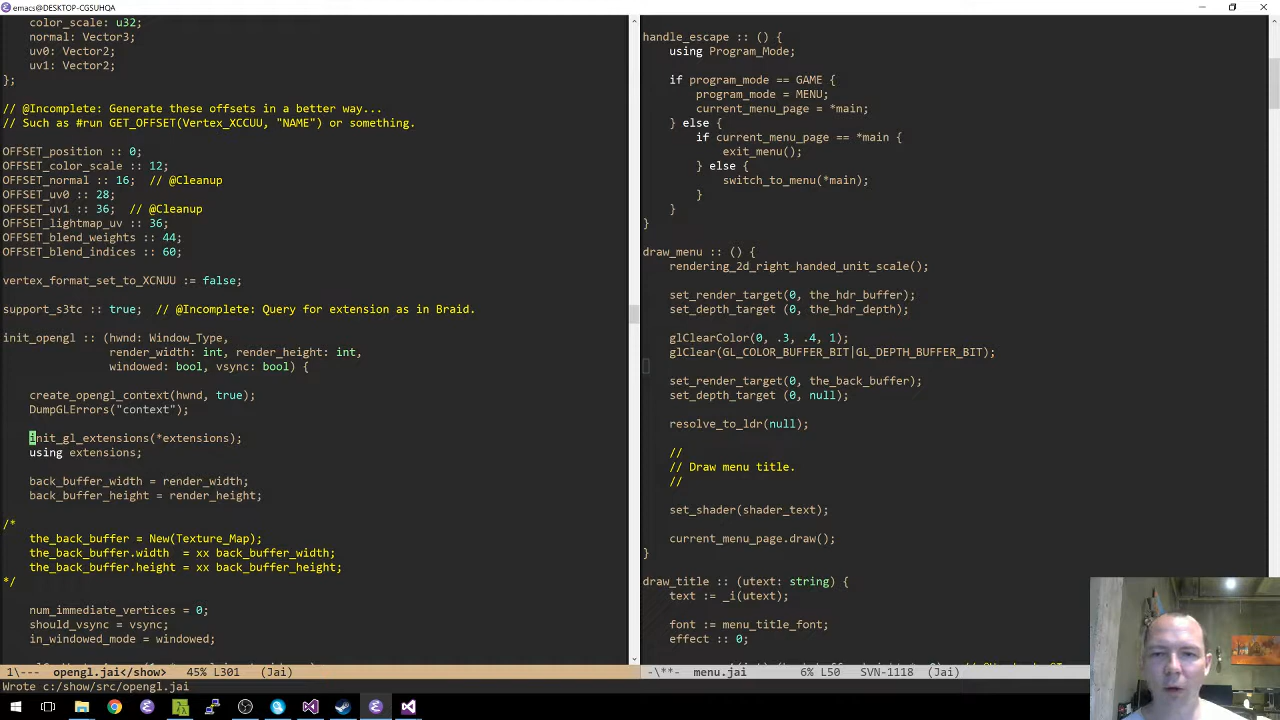 emacs@DESKTOP-CGSUHQA
color_scale: u32;
normal: Vector3;
uv0: Vector2;
uv1: Vector2;
};
// @Incomplete: Generate these offsets in a better way...
// Such as #run GET_OFFSET(Vertex_XCCUU, "NAME") or something.
OFFSET_position :: 0;
OFFSET_color_scale :: 12;
OFFSET_normal :: 16;  // @Cleanup
OFFSET_uv0 :: 28;
OFFSET_uv1 :: 36;  // @Cleanup
OFFSET_lightmap_uv :: 36;
OFFSET_blend_weights :: 44;
OFFSET_blend_indices :: 60;
vertex_format_set_to_XCNUU := false;
support_s3tc :: true;  // @Incomplete: Query for extension as in Braid.
init_opengl :: (hwnd: Window_Type,
render_width: int, render_height: int,
windowed: bool, vsync: bool) {
create_opengl_context(hwnd, true);
DumpGLErrors("context");
init_gl_extensions(*extensions);
using extensions;
back_buffer_width = render_width;
back_buffer_height = render_height;
/*
the_back_buffer = New(Texture_Map);
the_back_buffer.width  = xx back_buffer_width;
the_back_buffer.height = xx back_buffer_height;
*/
num_immediate_vertices = 0;
should_vsync = vsync;
in_windowed_mode = windowed;
1\---  opengl.jai</show>  45% L301  (Jai)
Wrote c:/show/src/opengl.jai
handle_escape :: () {
using Program_Mode;
if program_mode == GAME {
program_mode = MENU;
current_menu_page = *main;
} else {
if current_menu_page == *main {
exit_menu();
} else {
switch_to_menu(*main);
}
}
}
draw_menu :: () {
rendering_2d_right_handed_unit_scale();
set_render_target(0, the_hdr_buffer);
set_depth_target (0, the_hdr_depth);
glClearColor(0, .3, .4, 1);
glClear(GL_COLOR_BUFFER_BIT|GL_DEPTH_BUFFER_BIT);
set_render_target(0, the_back_buffer);
set_depth_target (0, null);
resolve_to_ldr(null);
//
// Draw menu title.
//
set_shader(shader_text);
current_menu_page.draw();
}
draw_title :: (utext: string) {
text := _i(utext);
font := menu_title_font;
effect :: 0;
-\**-  menu.jai  6% L50  SVN-1118  (Jai)